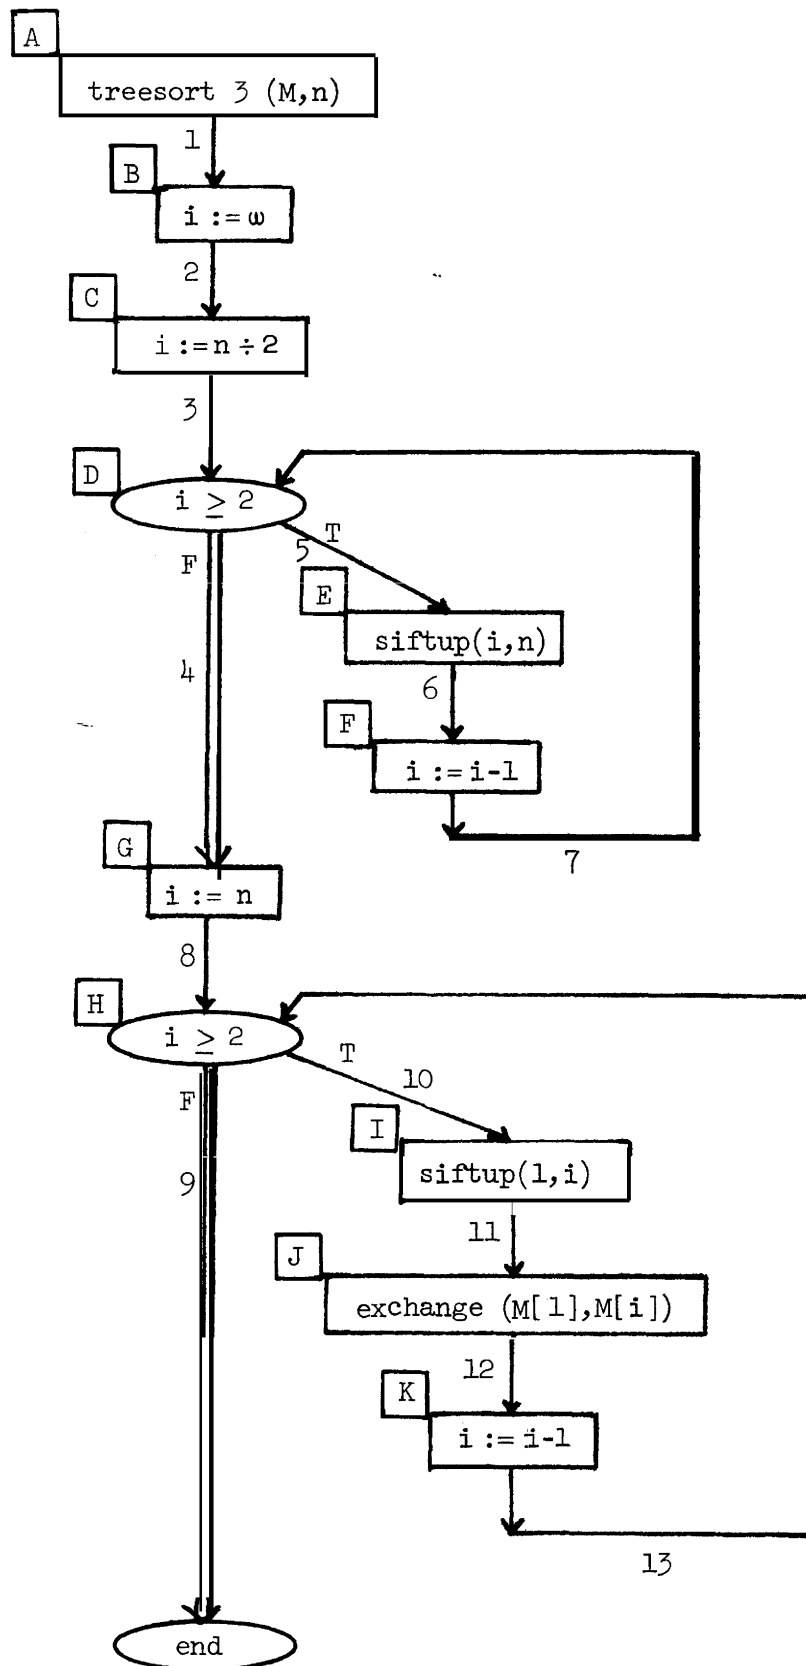 A
treesort 3 (M,n)
1
B
i := ω
2
C
i := n ÷ 2
3
D
i ≥ 2
F
5 T
E
siftup(i,n)
4
6
F
i := i-1
G
7
i := n
8
H
i ≥ 2
T
10
F
I
siftup(1,i)
9
11
J
exchange (M[1],M[i])
12
K
i := i-1
13
end